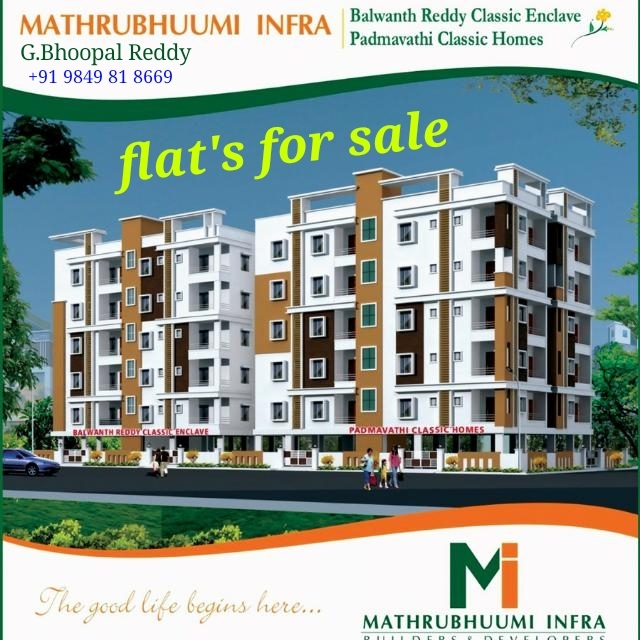 MATHRUBHUUMI INFRA
Balwanth Reddy Classic Enclave
Padmavathi Classic Homes
G.Bhoopal Reddy
+91 9849 81 8669
flat's for sale
BALWANTH REDDY CLASSIC ENCLAVE
PADMAVATHI CLASSIC HOMES
The good life begins here...
Mi
MATHRUBHUUMI INFRA
BUILDERS & DEVELOPERS